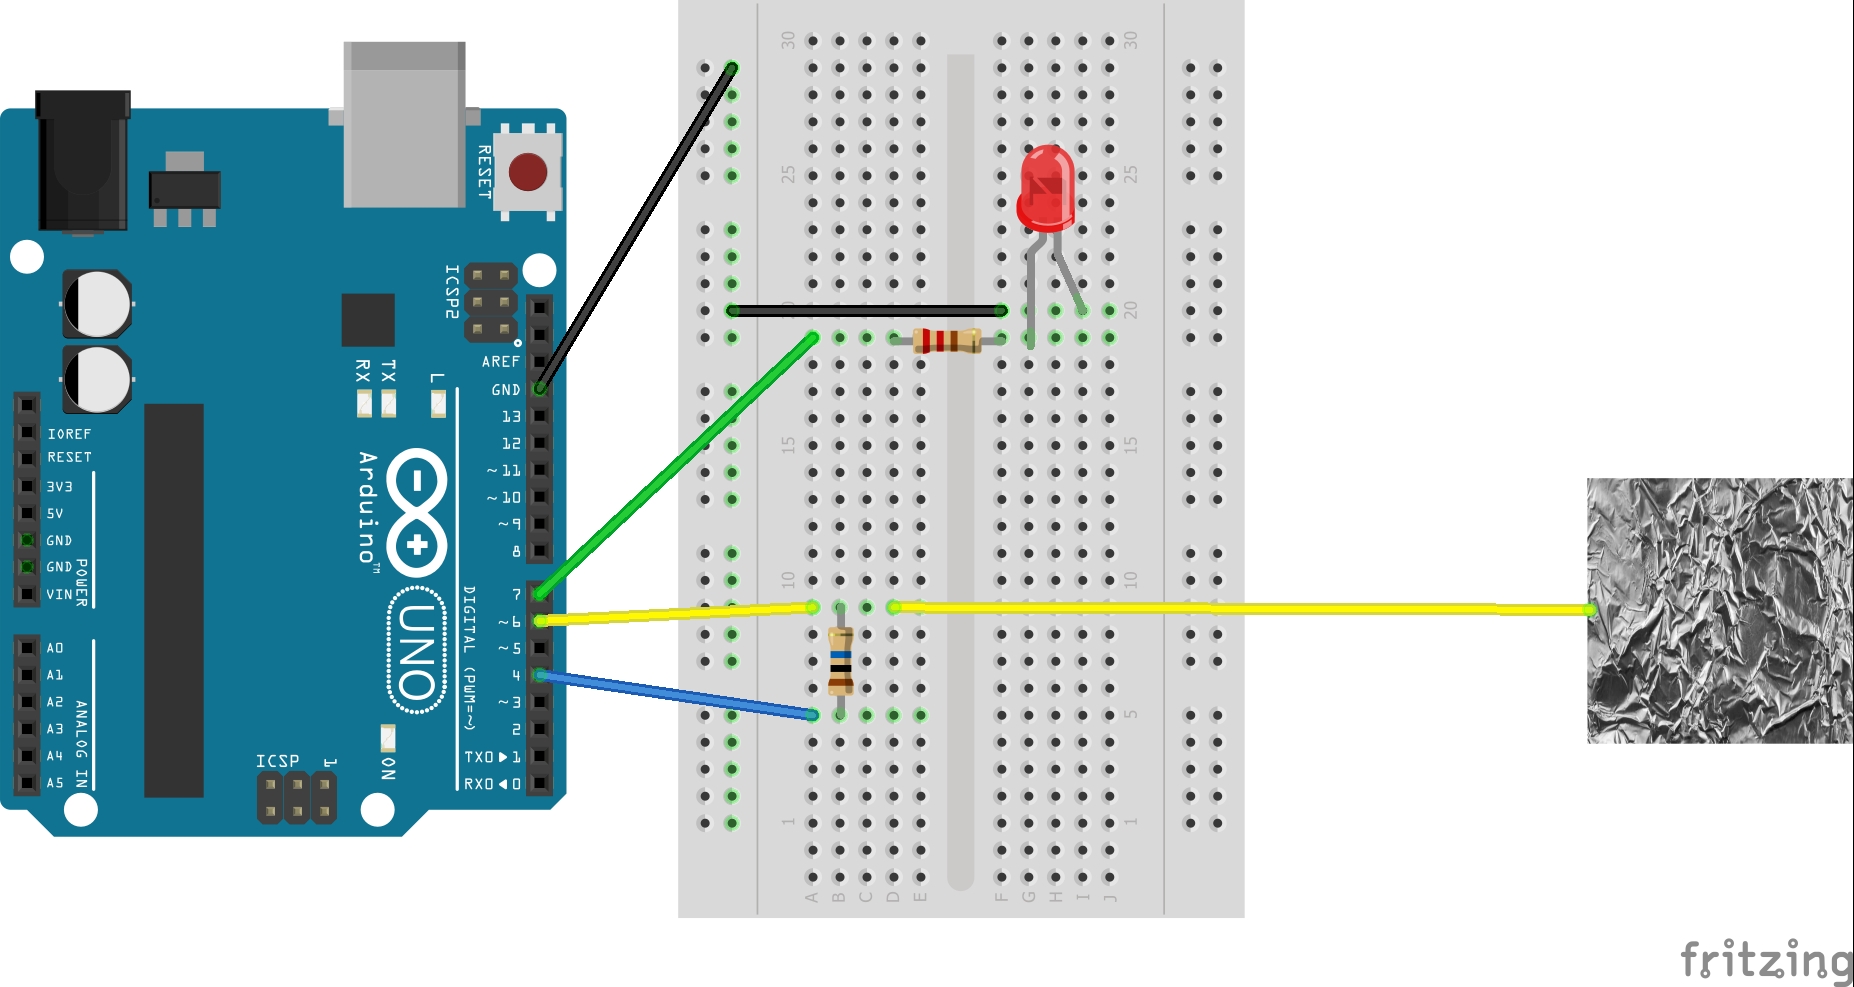 RESET
ICSP2
AREF
GND
13
12
~11
~10
~9
8
7
~6
~5
4
~3
2
TX0▶1
RX0◀0
DIGITAL (PWM=~)
RX
TX
L
Arduino™
UNO
ON
ICSP
1
IOREF
RESET
3V3
5V
GND
GND
VIN
POWER
A0
A1
A2
A3
A4
A5
ANALOG IN
30
25
20
15
10
5
1
A B C D E F G H I J
30
25
20
15
10
5
1
fritzing